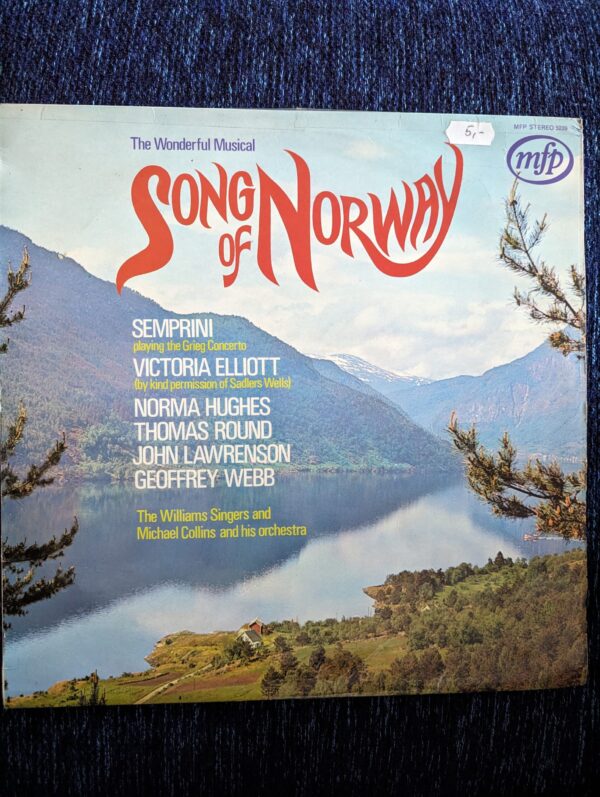 5,-
MFP STEREO 5229
mfp
The Wonderful Musical
SONG
OF NORWAY
SEMPRINI
playing the Grieg Concerto
VICTORIA ELLIOTT
(by kind permission of Sadlers Wells)
NORMA HUGHES
THOMAS ROUND
JOHN LAWRENSON
GEOFFREY WEBB
The Williams Singers and
Michael Collins and his orchestra